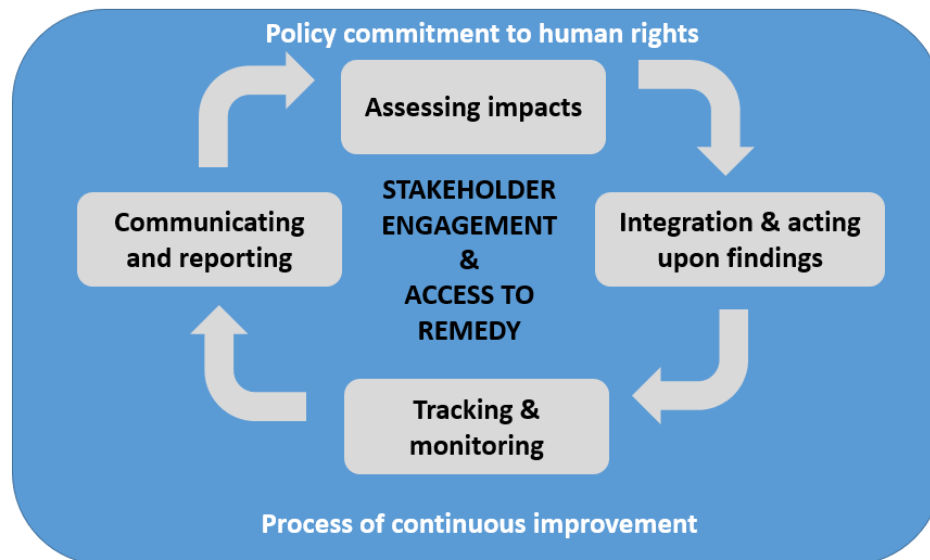 Policy commitment to human rights
Assessing impacts
Communicating
and reporting
STAKEHOLDER
ENGAGEMENT
&
ACCESS TO
REMEDY
Integration & acting
upon findings
Tracking &
monitoring
Process of continuous improvement